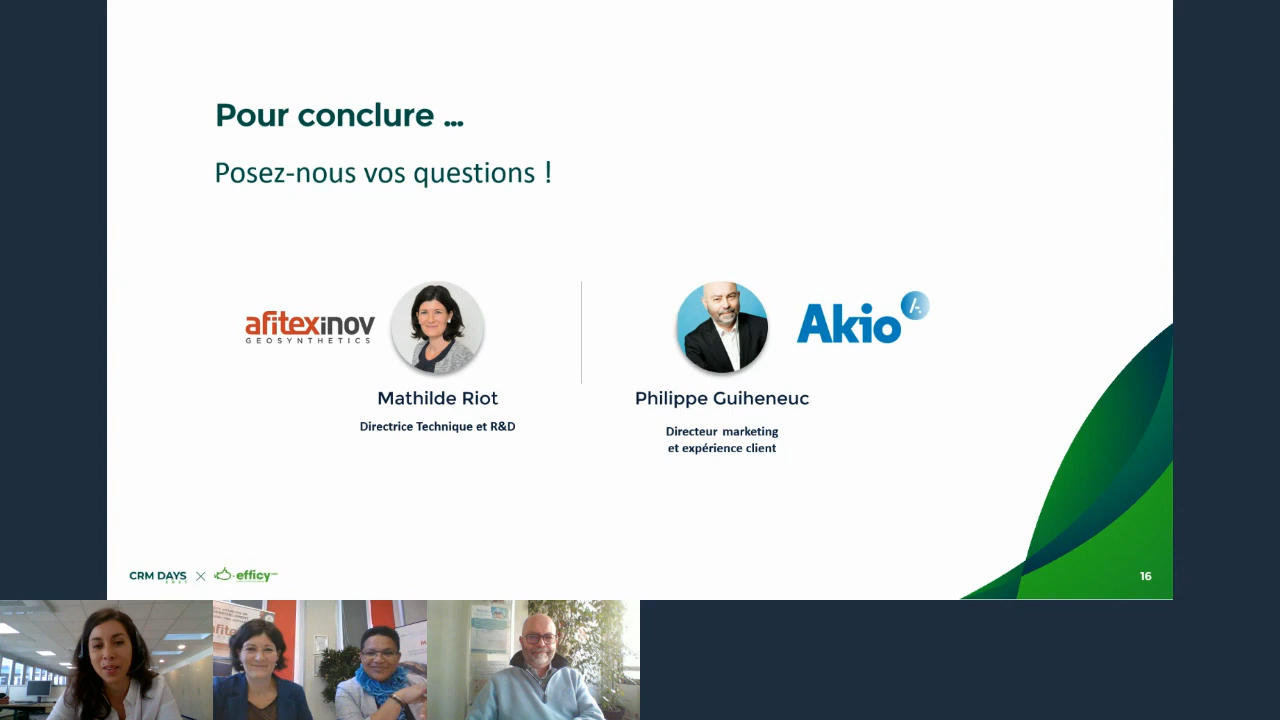 Pour conclure ...
Posez-nous vos questions !
afitexinov
GEOSYNTHETICS
Akio
Mathilde Riot
Directrice Technique et R&D
Philippe Guiheneuc
Directeur marketing
et expérience client
CRM DAYS
efficy
16
afite